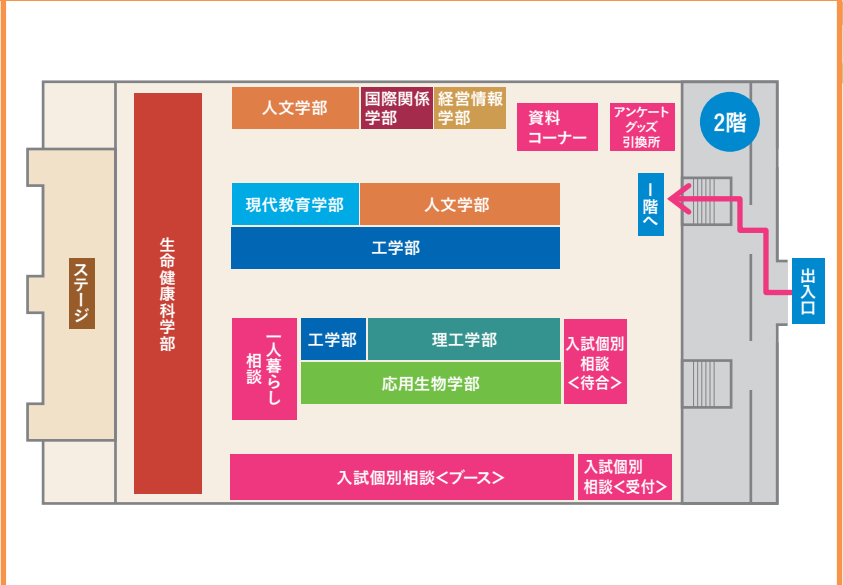 人文学部
国際関係
学部
経営情報
学部
資料
コーナー
アンケート
グッズ
引換所
2階
現代教育学部
人文学部
工学部
1階へ
出入口
ステージ
生命健康科学部
一人暮らし
相談
工学部
理工学部
応用生物学部
入試個別
相談
<待合>
入試個別相談<ブース>
入試個別
相談<受付>